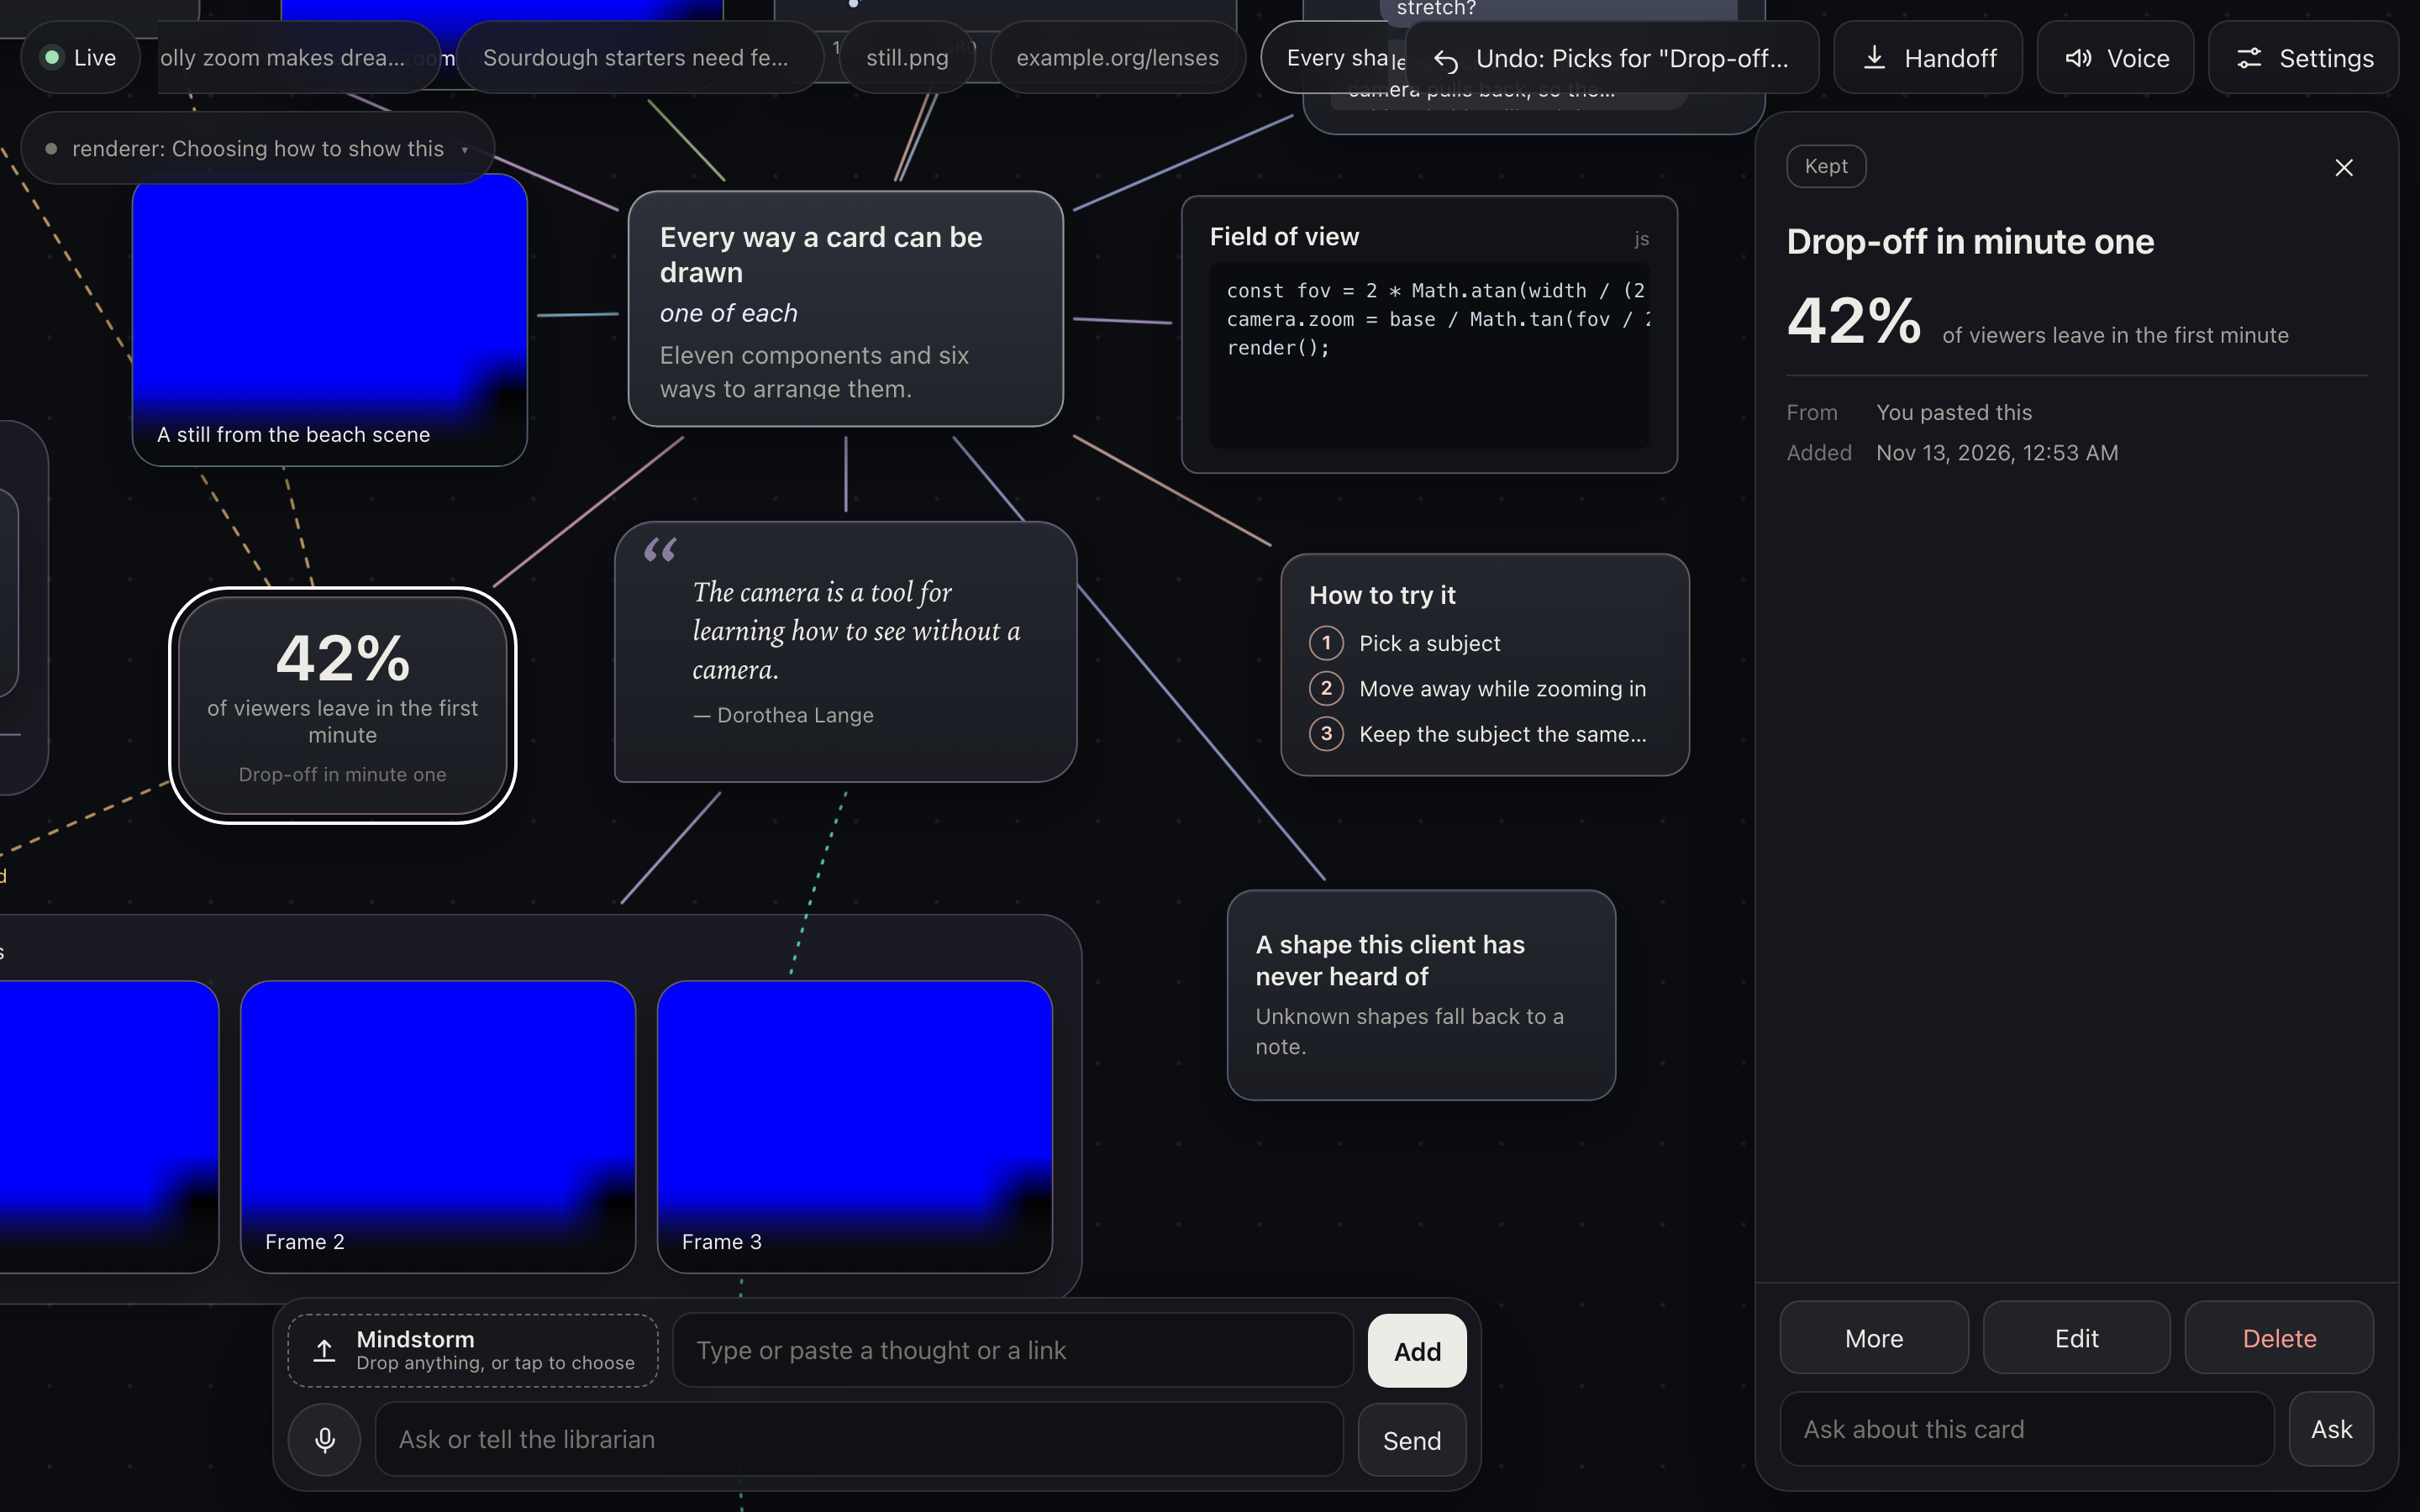 stretch?
Live
olly zoom makes drea...
Sourdough starters need fe...
still.png
example.org/lenses
Every sha
Undo: Picks for "Drop-off...
Handoff
Voice
Settings
camera pulls back, so the...
renderer: Choosing how to show this
A still from the beach scene
Every way a card can be
drawn
one of each
Eleven components and six
ways to arrange them.
Field of view
js
const fov = 2 * Math.atan(width / (2
camera.zoom = base / Math.tan(fov / 2
render();
42%
of viewers leave in the first
minute
Drop-off in minute one
“
The camera is a tool for
learning how to see without a
camera.
— Dorothea Lange
How to try it
1 Pick a subject
2 Move away while zooming in
3 Keep the subject the same...
A shape this client has
never heard of
Unknown shapes fall back to a
note.
Frame 2
Frame 3
Mindstorm
Drop anything, or tap to choose
Type or paste a thought or a link
Add
Ask or tell the librarian
Send
Kept
Drop-off in minute one
42% of viewers leave in the first minute
From You pasted this
Added Nov 13, 2026, 12:53 AM
More
Edit
Delete
Ask about this card
Ask